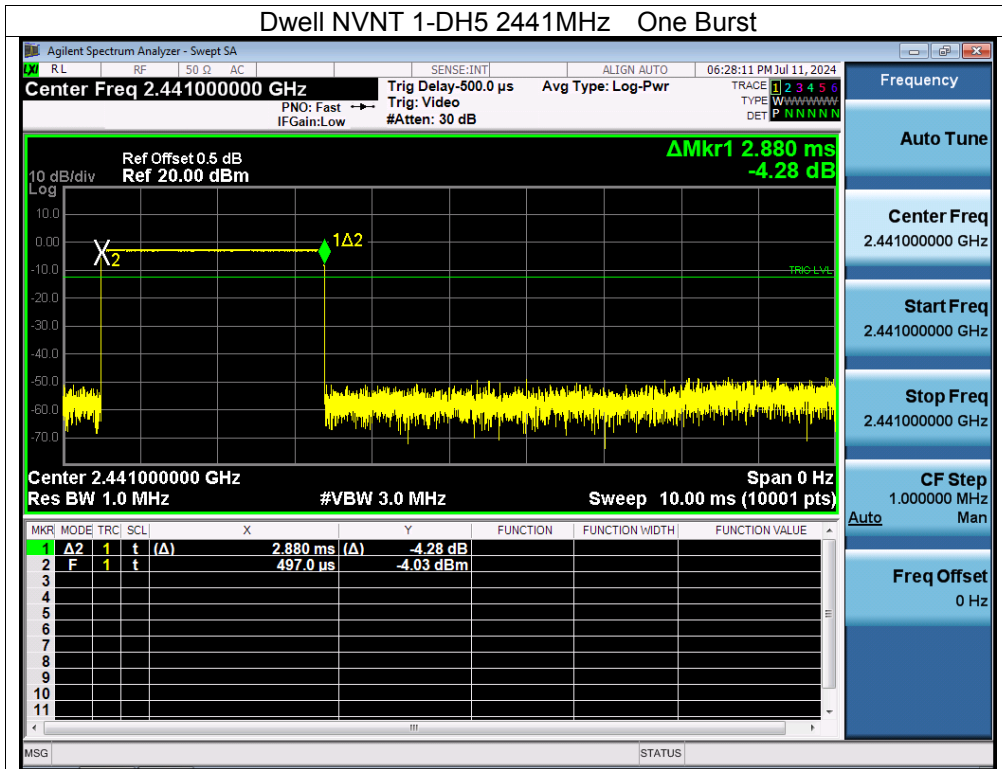 Dwell NVNT 1-DH5 2441MHz One Burst
Agilent Spectrum Analyzer - Swept SA
LXI RL RF 50 Ω AC SENSE:INT ALIGN AUTO 06:28:11 PM Jul 11, 2024
Center Freq 2.441000000 GHz Trig Delay-500.0 µs Avg Type: Log-Pwr TRACE 1 2 3 4 5 6
PNO: Fast Trig: Video TYPE WWWWWW
IFGain:Low #Atten: 30 dB DET P N N N N N
Frequency
Auto Tune
Center Freq
2.441000000 GHz
Start Freq
2.441000000 GHz
Stop Freq
2.441000000 GHz
CF Step
1.000000 MHz
Auto Man
Freq Offset
0 Hz
ΔMkr1 2.880 ms
-4.28 dB
Ref Offset 0.5 dB
10 dB/div Ref 20.00 dBm
Log
10.0
0.00
-10.0
-20.0
-30.0
-40.0
-50.0
-60.0
-70.0
2
1Δ2
TRIG LVL
Center 2.441000000 GHz Span 0 Hz
Res BW 1.0 MHz #VBW 3.0 MHz Sweep 10.00 ms (10001 pts)
MKR MODE TRC SCL X Y FUNCTION FUNCTION WIDTH FUNCTION VALUE
1 Δ2 1 t (Δ) 2.880 ms (Δ) -4.28 dB
2 F 1 t 497.0 µs -4.03 dBm
3
4
5
6
7
8
9
10
11
MSG STATUS